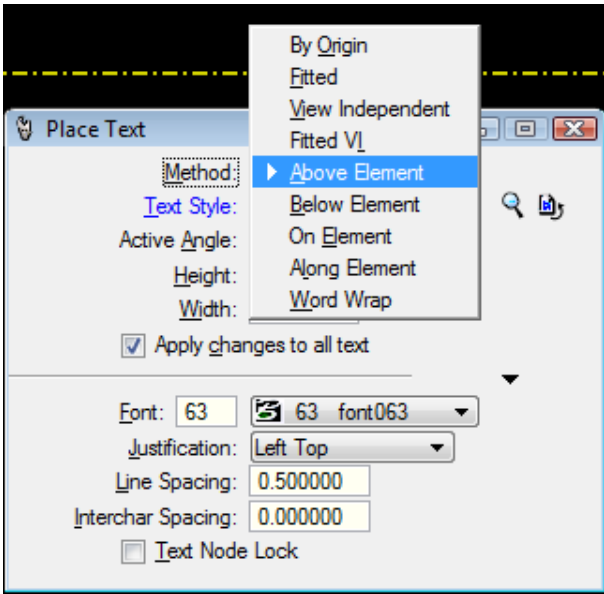 By Origin
Fitted
View Independent
Fitted VI
Place Text
Method: Above Element
Text Style: Below Element
Active Angle: On Element
Height: Along Element
Width: Word Wrap
Apply changes to all text
Font: 63 63 font063
Justification: Left Top
Line Spacing: 0.500000
Interchar Spacing: 0.000000
Text Node Lock